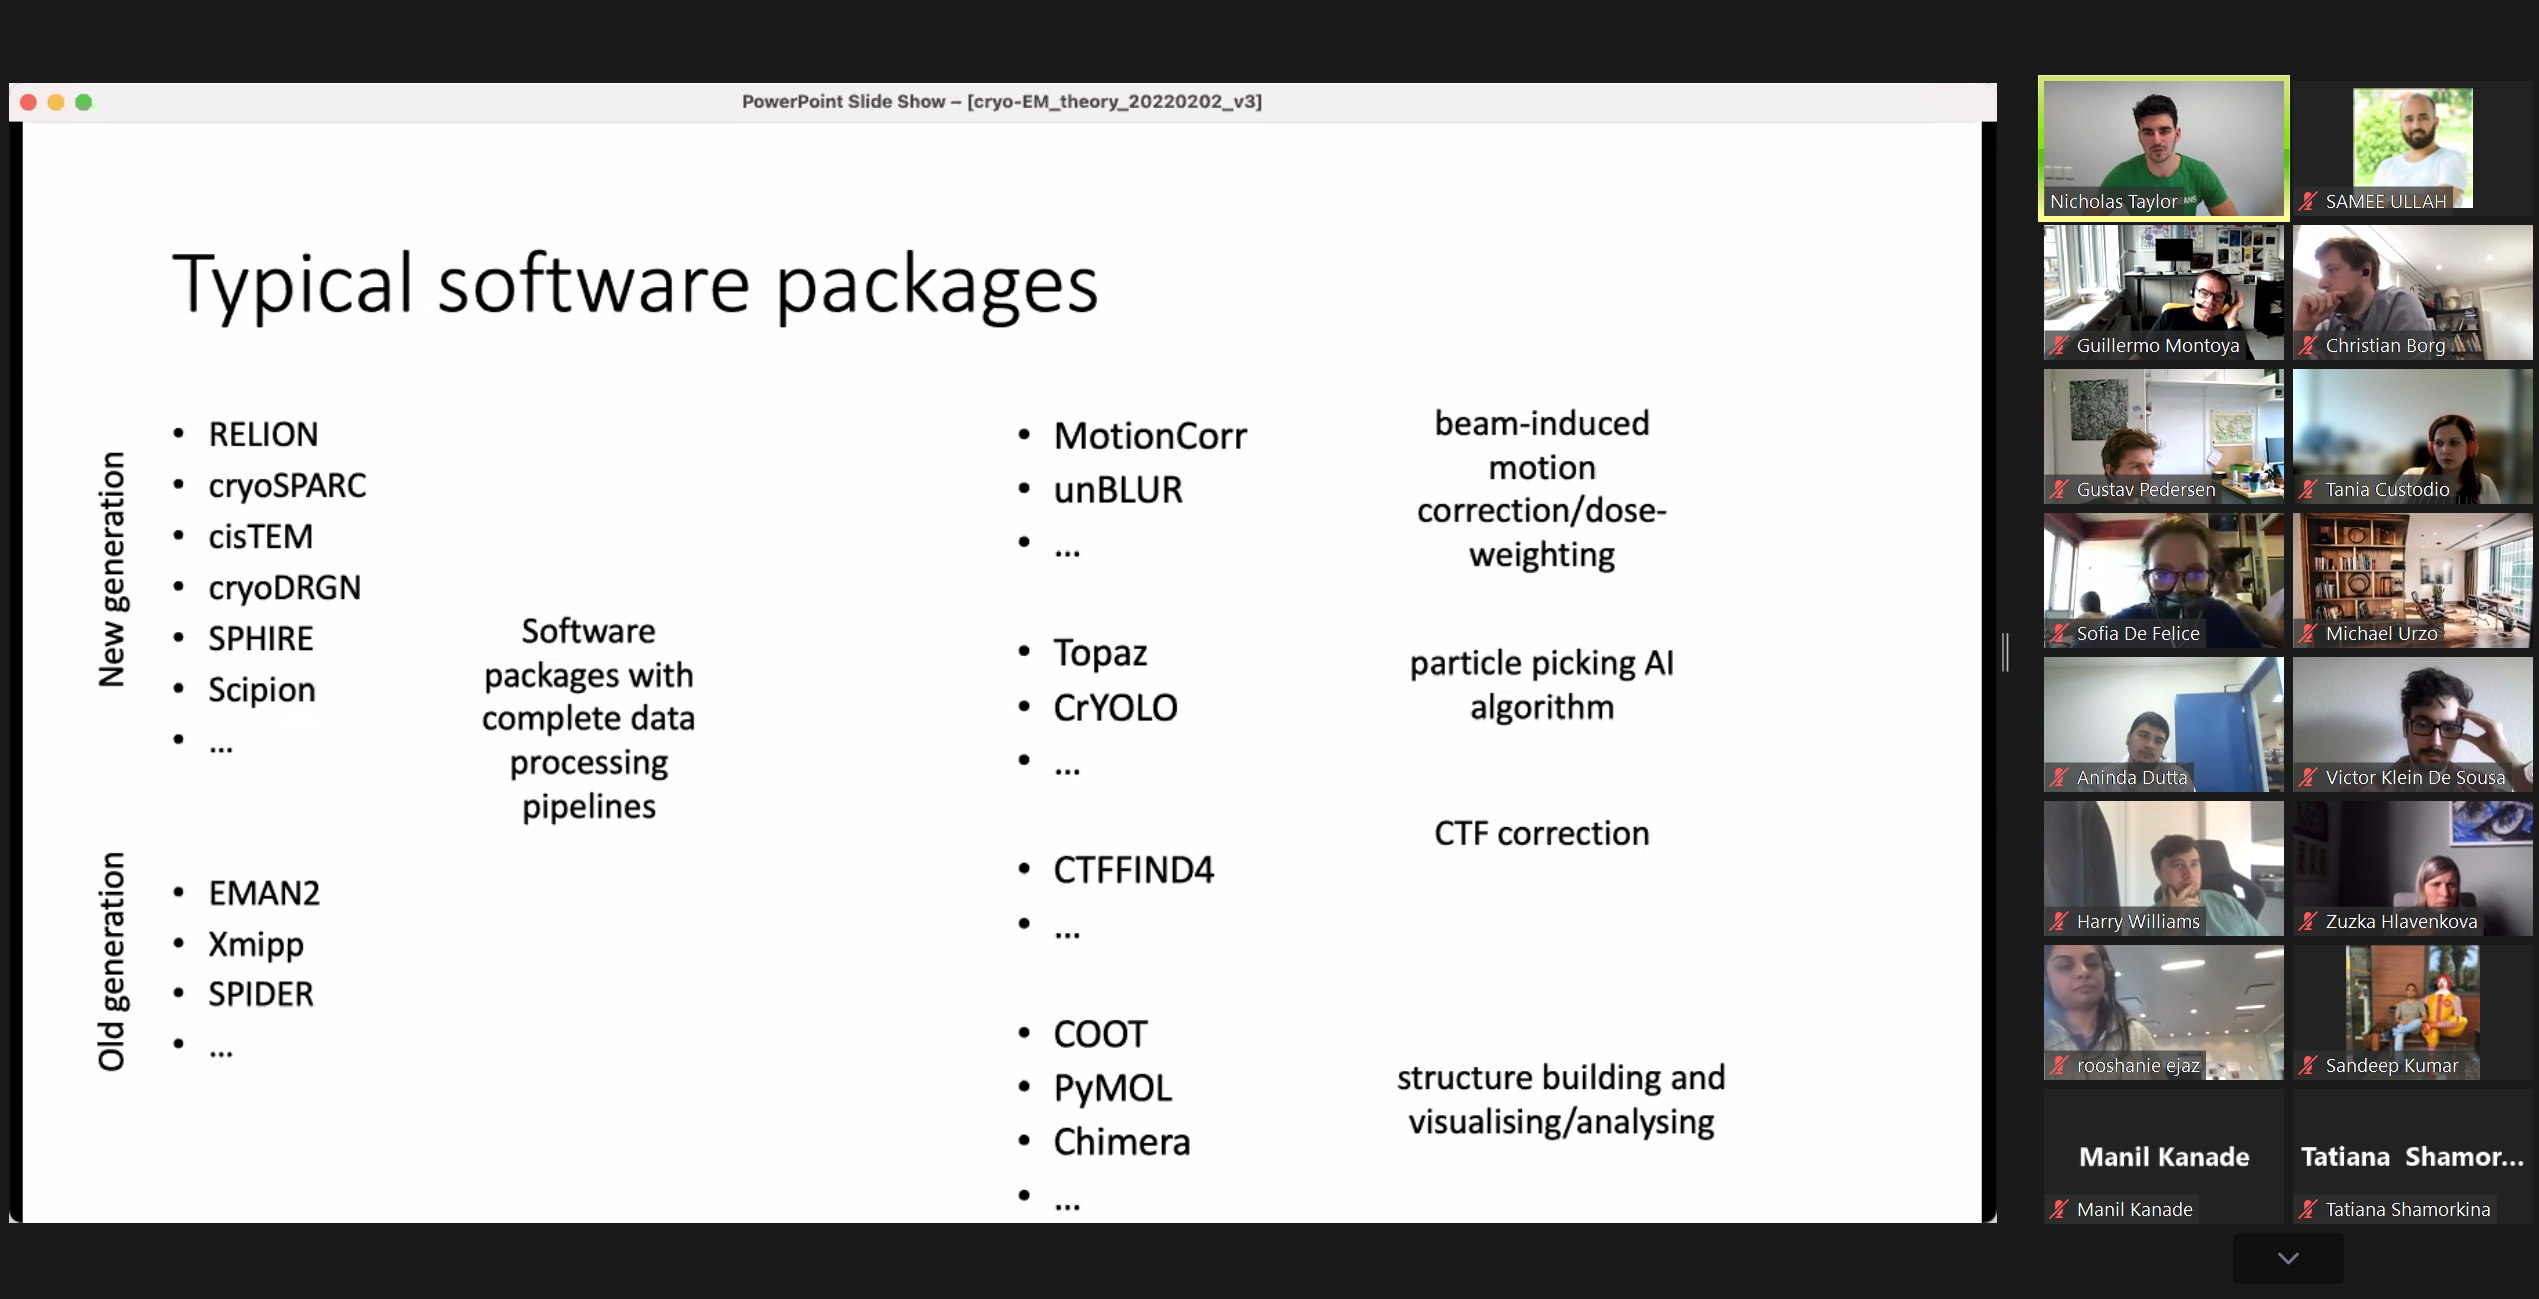 PowerPoint Slide Show – [cryo-EM_theory_20220202_v3]
Typical software packages
New generation
• RELION
• cryoSPARC
• cisTEM
• cryoDRGN
• SPHIRE
• Scipion
• ...
Old generation
• EMAN2
• Xmipp
• SPIDER
• ...
Software
packages with
complete data
processing
pipelines
• MotionCorr
• unBLUR
• ...
beam-induced
motion
correction/dose-
weighting
• Topaz
• CrYOLO
• ...
particle picking AI
algorithm
• CTFFIND4
• ...
CTF correction
• COOT
• PyMOL
• Chimera
• ...
structure building and
visualising/analysing
Nicholas Taylor
SAMEE ULLAH
Guillermo Montoya
Christian Borg
Gustav Pedersen
Tania Custodio
Sofia De Felice
Michael Urzo
Aninda Dutta
Victor Klein De Sousa
Harry Williams
Zuzka Hlavenkova
rooshanie ejaz
Sandeep Kumar
Manil Kanade
Manil Kanade
Tatiana Shamor...
Tatiana Shamorkina